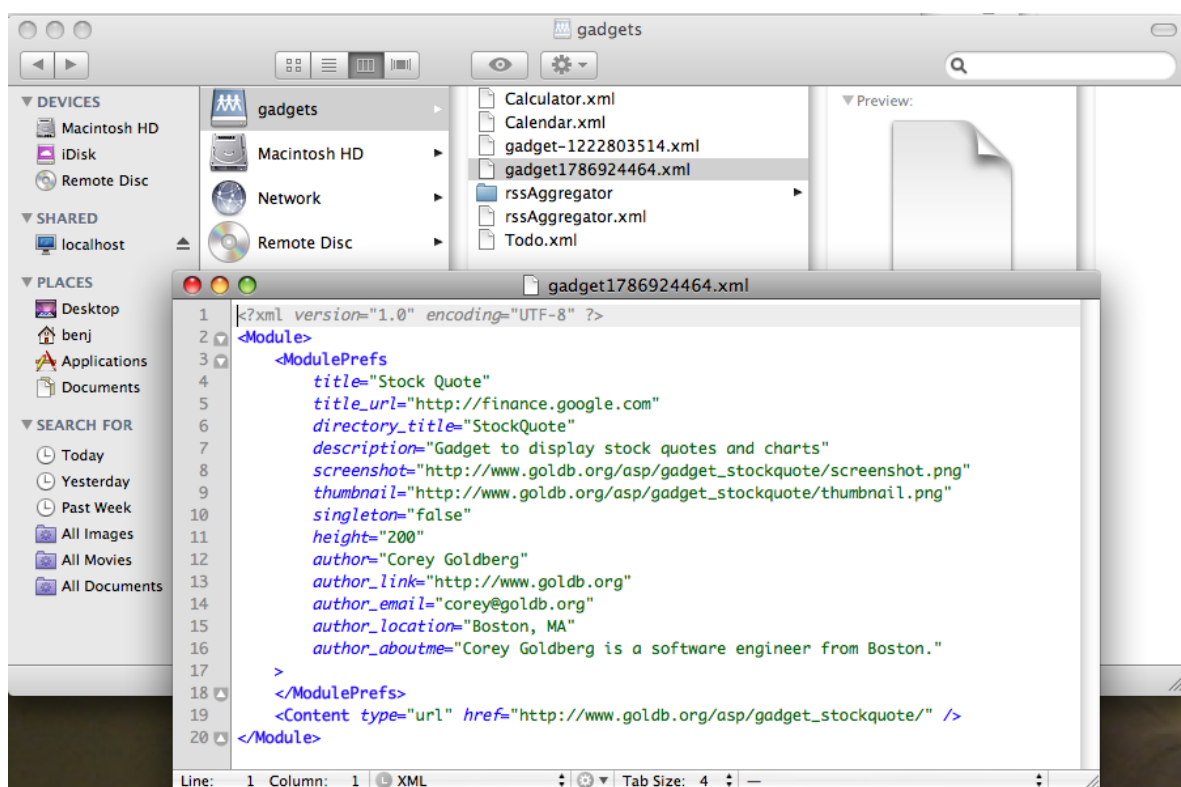 gadgets
DEVICES
Macintosh HD
iDisk
Remote Disc
SHARED
localhost
PLACES
Desktop
benj
Applications
Documents
SEARCH FOR
Today
Yesterday
Past Week
All Images
All Movies
All Documents
gadgets
Macintosh HD
Network
Remote Disc
Calculator.xml
Calendar.xml
gadget-1222803514.xml
gadget1786924464.xml
rssAggregator
rssAggregator.xml
Todo.xml
Preview:
gadget1786924464.xml
1 <?xml version="1.0" encoding="UTF-8" ?>
2 <Module>
3 <ModulePrefs
4 title="Stock Quote"
5 title_url="http://finance.google.com"
6 directory_title="StockQuote"
7 description="Gadget to display stock quotes and charts"
8 screenshot="http://www.goldb.org/asp/gadget_stockquote/screenshot.png"
9 thumbnail="http://www.goldb.org/asp/gadget_stockquote/thumbnail.png"
10 singleton="false"
11 height="200"
12 author="Corey Goldberg"
13 author_link="http://www.goldb.org"
14 author_email="corey@goldb.org"
15 author_location="Boston, MA"
16 author_aboutme="Corey Goldberg is a software engineer from Boston."
17 >
18 </ModulePrefs>
19 <Content type="url" href="http://www.goldb.org/asp/gadget_stockquote/" />
20 </Module>
Line: 1 Column: 1 L XML Tab Size: 4 —